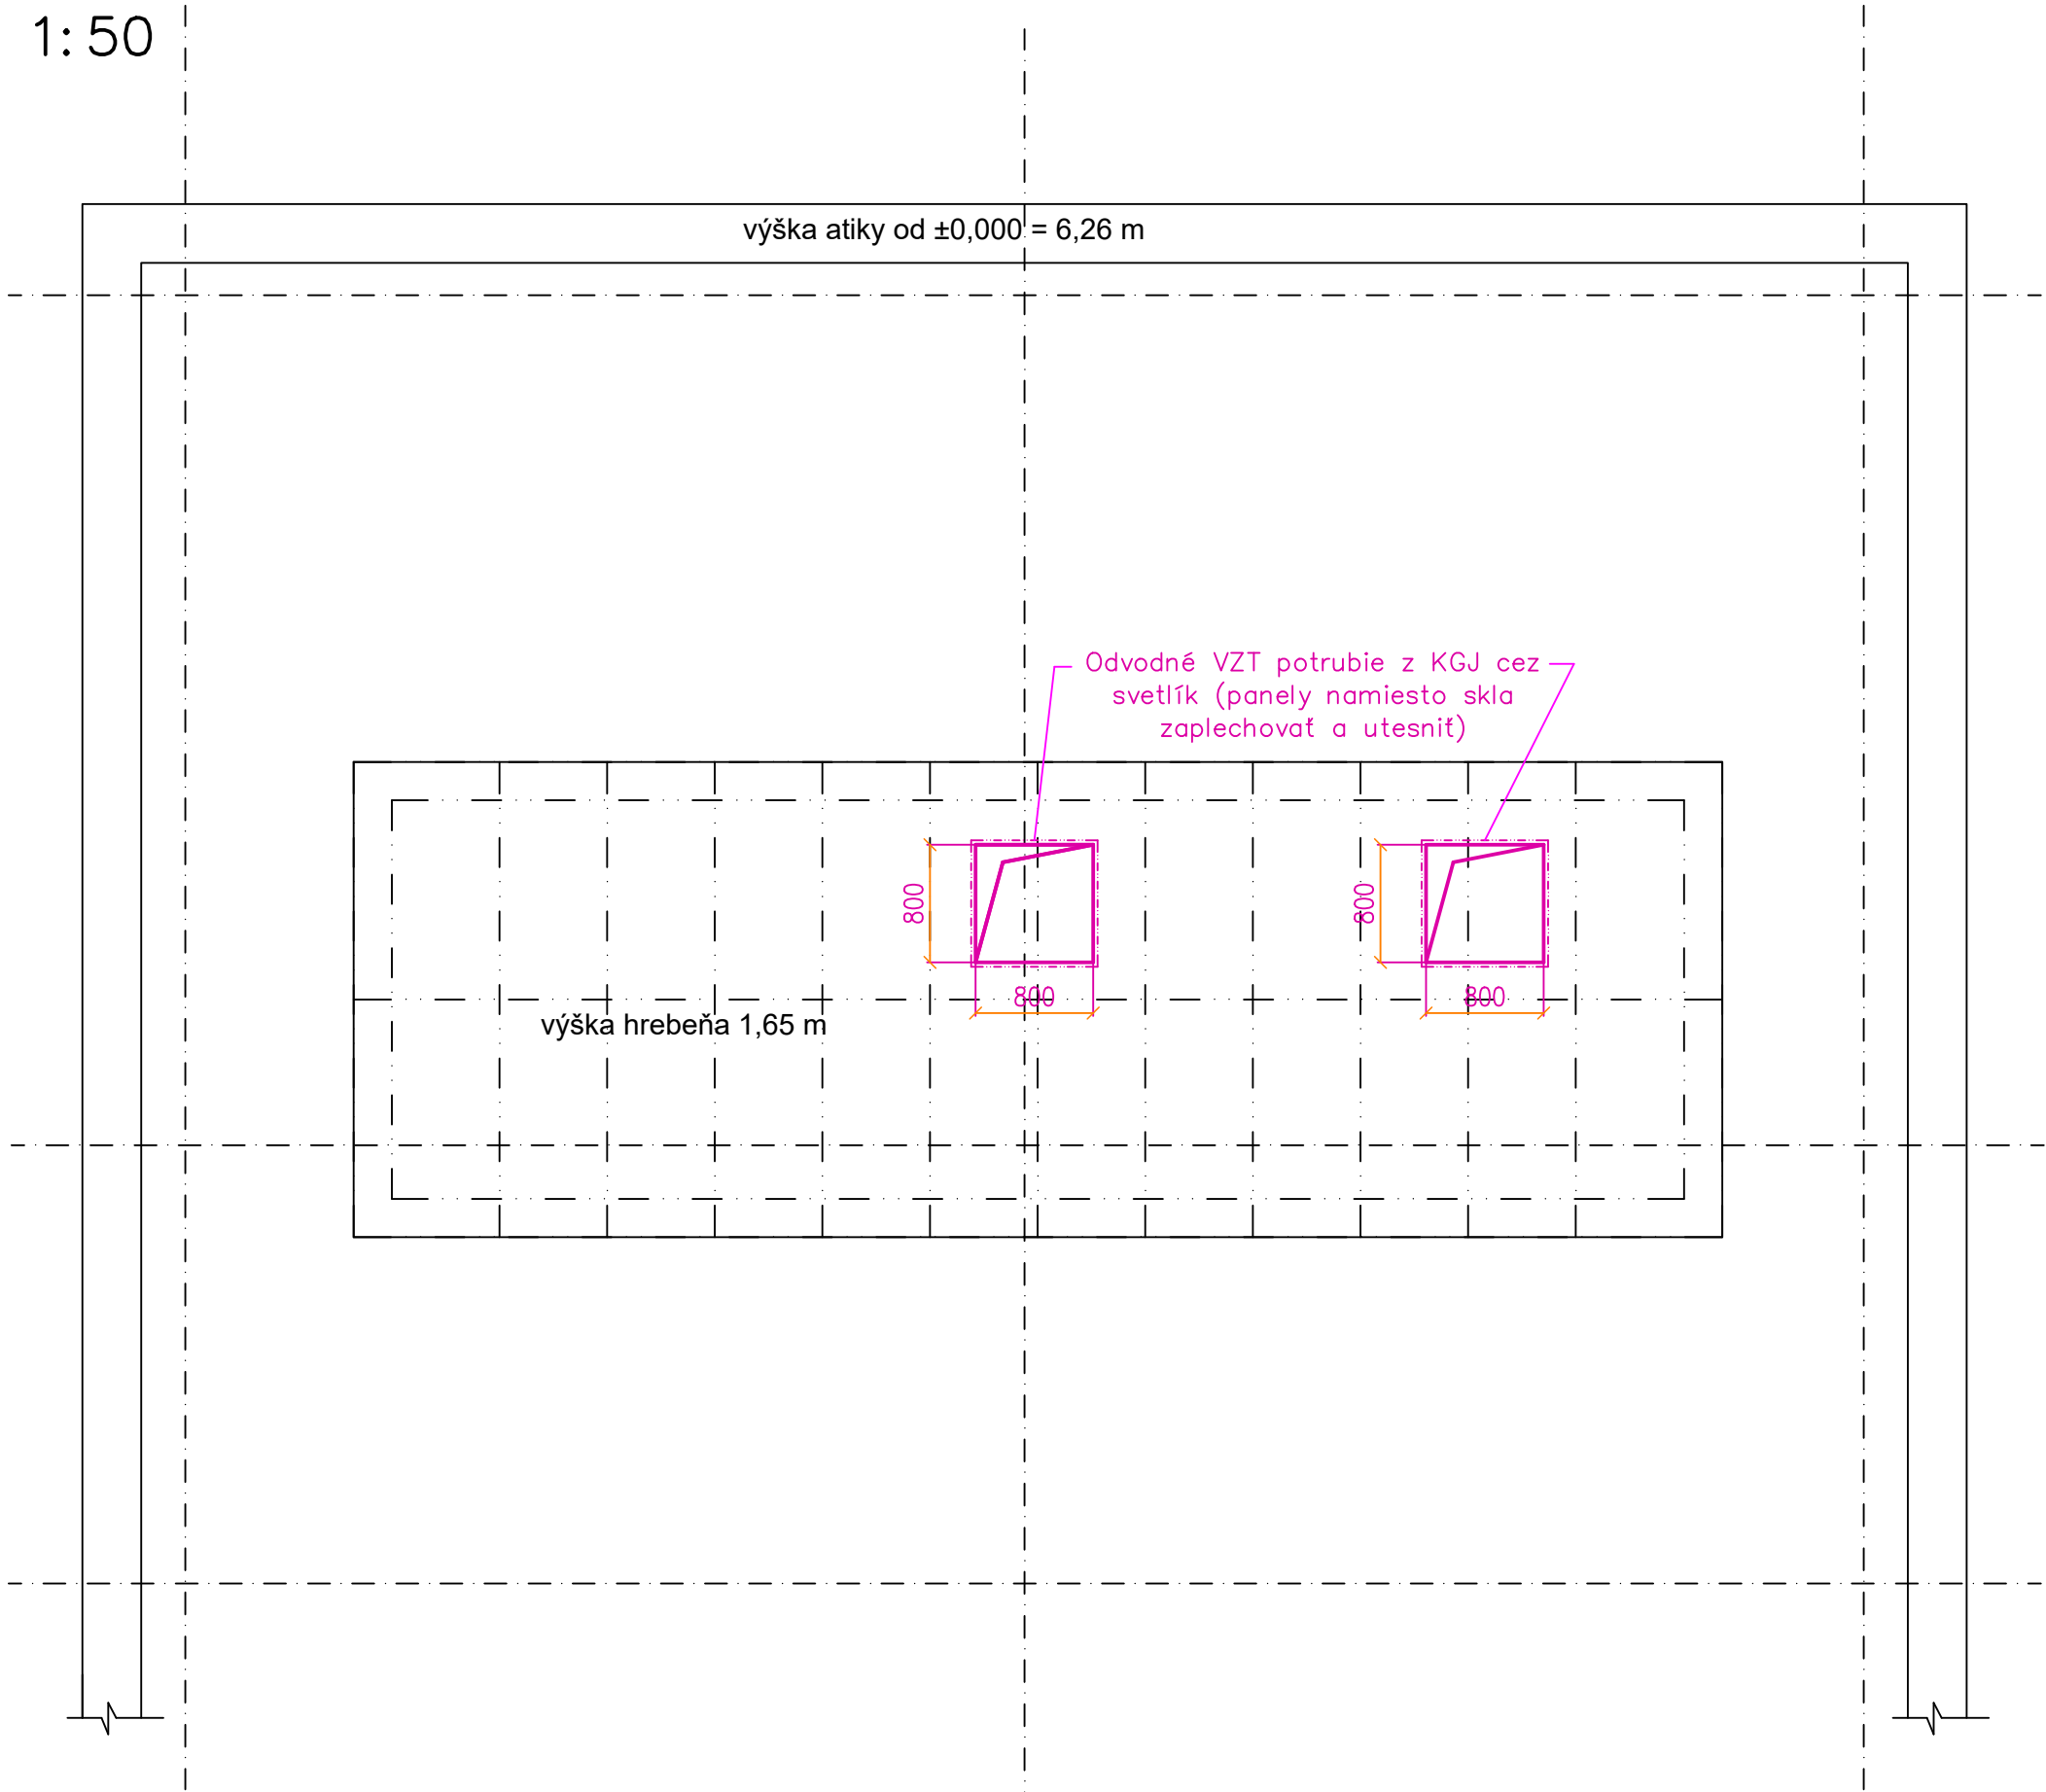 1:50
výška atiky od ±0,000 = 6,26 m
Odvodné VZT potrubie z KGJ cez
svetlík (panely namiesto skla
zaplechovať a utesniť)
800
800
800
800
výška hrebeňa 1,65 m